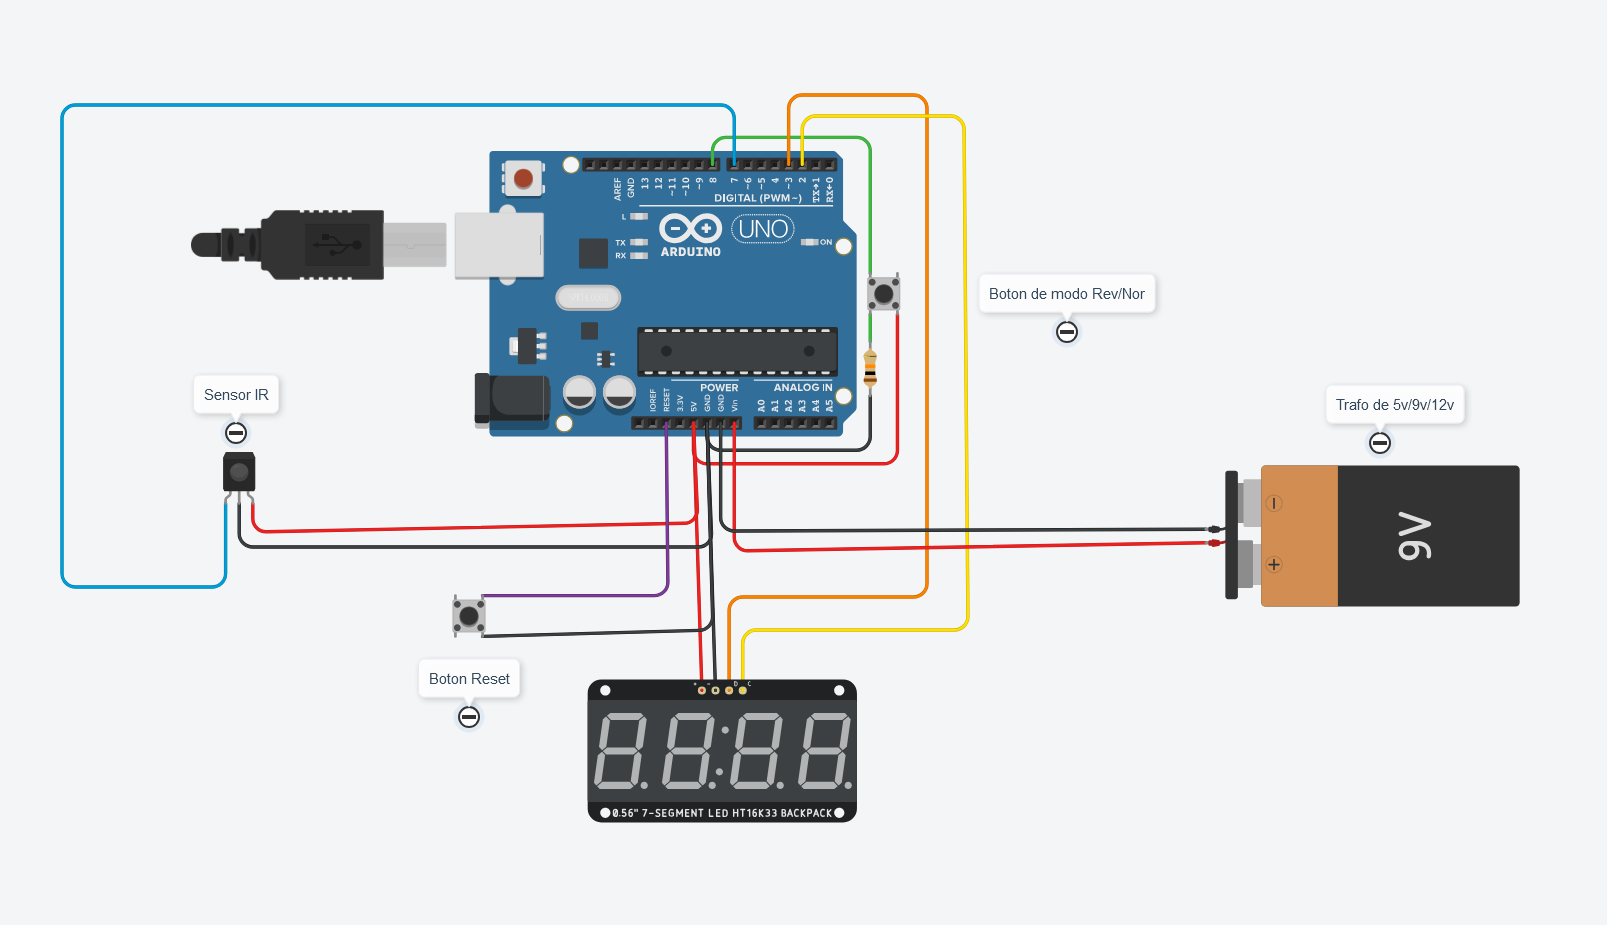 AREF
GND
13
12
~11
~10
~9
8
7
~6
~5
4
~3
2
TX→1
RX←0
DIGITAL (PWM~)
L
TX
RX
UNO
ARDUINO
ON
Boton de modo Rev/Nor
POWER
ANALOG IN
IOREF
RESET
3.3V
5V
GND
GND
Vin
A0
A1
A2
A3
A4
A5
Sensor IR
Trafo de 5v/9v/12v
9V
Boton Reset
+
-
D
C
0.56" 7-SEGMENT LED HT16K33 BACKPACK